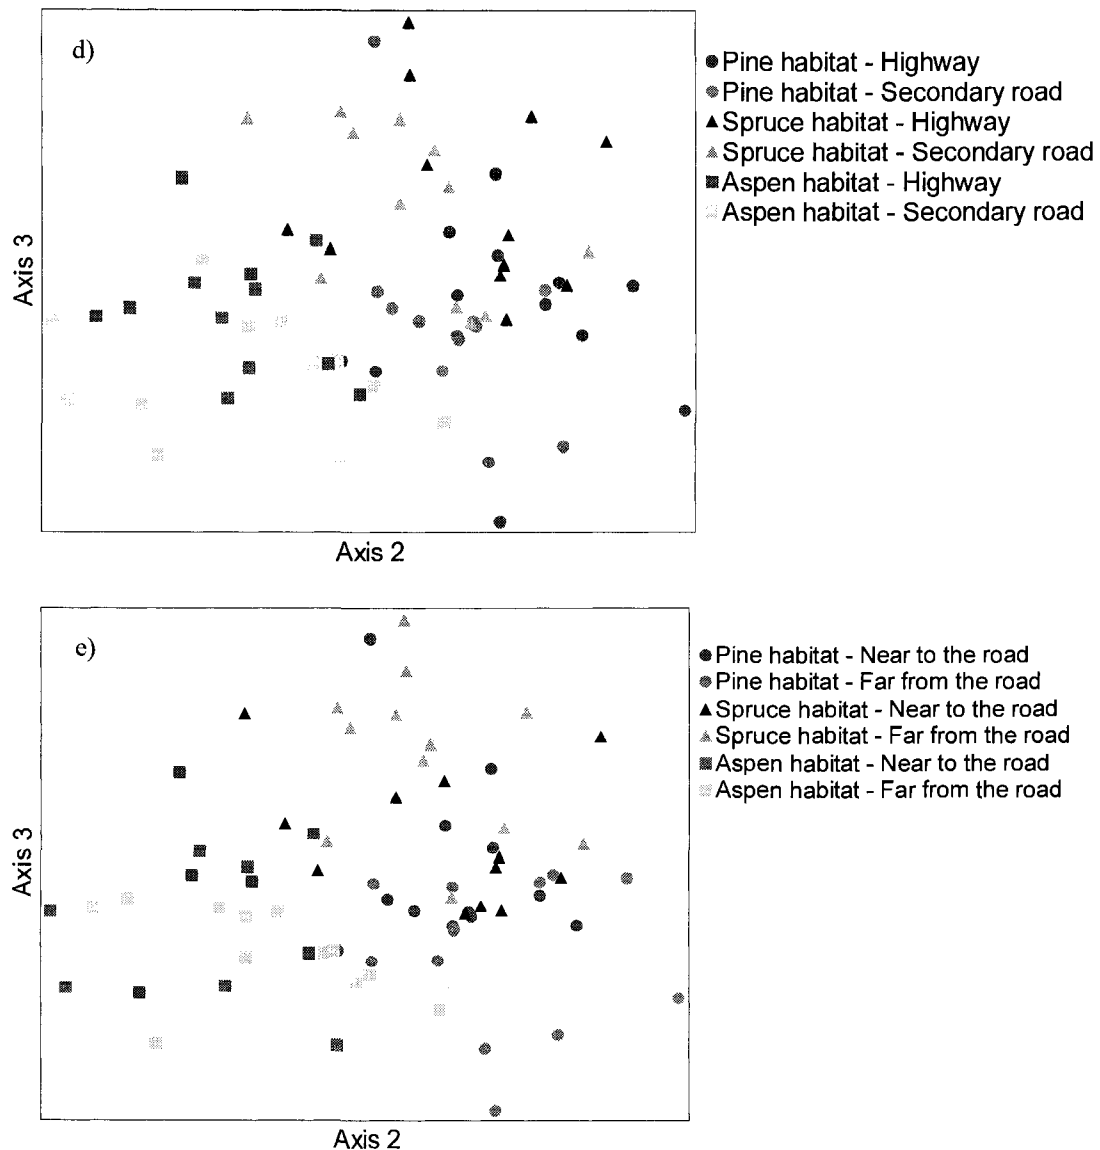 d)
Pine habitat - Highway
Pine habitat - Secondary road
Spruce habitat - Highway
Spruce habitat - Secondary road
Aspen habitat - Highway
Aspen habitat - Secondary road
Axis 3
Axis 2
e)
Pine habitat - Near to the road
Pine habitat - Far from the road
Spruce habitat - Near to the road
Spruce habitat - Far from the road
Aspen habitat - Near to the road
Aspen habitat - Far from the road
Axis 3
Axis 2